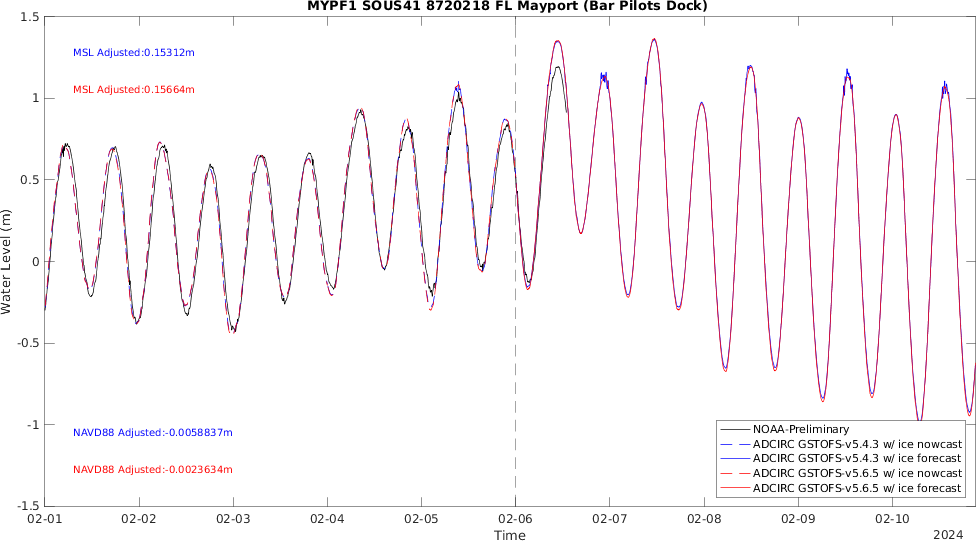 MYPF1 SOUS41 8720218 FL Mayport (Bar Pilots Dock)
1.5
1
0.5
0
-0.5
-1
-1.5
Water Level (m)
MSL Adjusted:0.15312m
MSL Adjusted:0.15664m
NAVD88 Adjusted:-0.0058837m
NAVD88 Adjusted:-0.0023634m
NOAA-Preliminary
ADCIRC GSTOFS-v5.4.3 w/ ice nowcast
ADCIRC GSTOFS-v5.4.3 w/ ice forecast
ADCIRC GSTOFS-v5.6.5 w/ ice nowcast
ADCIRC GSTOFS-v5.6.5 w/ ice forecast
02-01 02-02 02-03 02-04 02-05 02-06 02-07 02-08 02-09 02-10
Time
2024